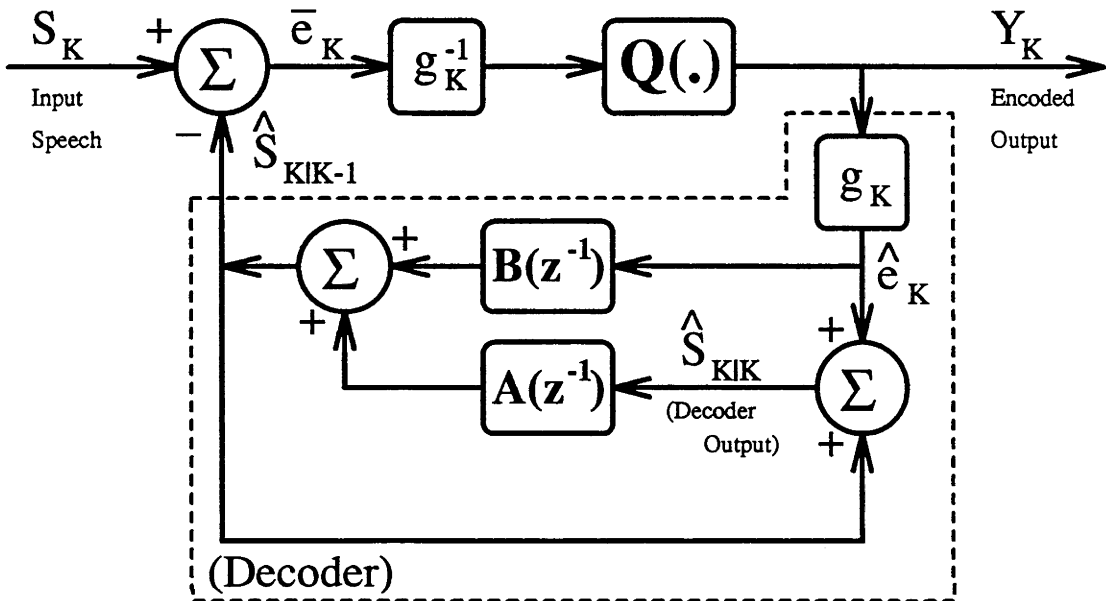 S_K + Σ ē_K g_K^-1 Q(.) Y_K
Input
Speech
Encoded
Output
− Ŝ_K|K-1
g_K
Σ + B(z^-1) ê_K
+
A(z^-1) Ŝ_K|K + Σ
(Decoder
Output)
+
(Decoder)